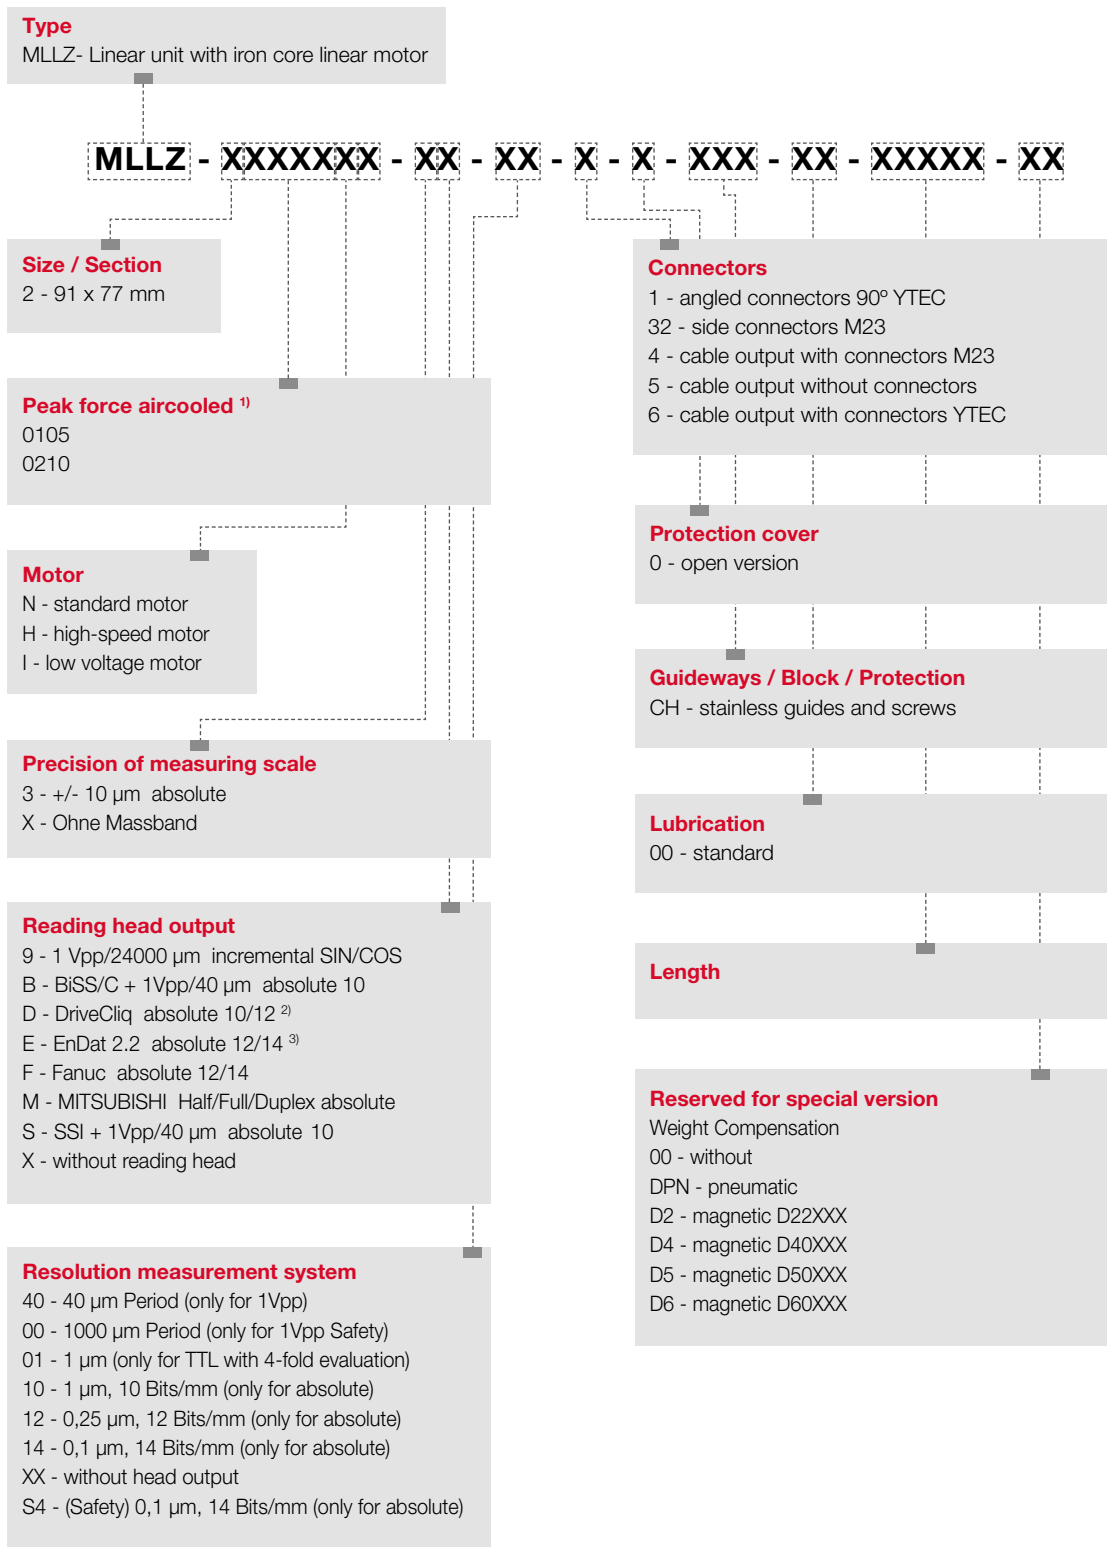 Type
MLLZ- Linear unit with iron core linear motor
MLLZ - XXXXXXX - XX - XX - X - X - XXX - XX - XXXXX - XX
Size / Section
2 - 91 x 77 mm
Peak force aircooled 1)
0105
0210
Motor
N - standard motor
H - high-speed motor
I - low voltage motor
Precision of measuring scale
3 - +/- 10 µm absolute
X - Ohne Massband
Reading head output
9 - 1 Vpp/24000 µm incremental SIN/COS
B - BiSS/C + 1Vpp/40 µm absolute 10
D - DriveCliq absolute 10/12 2)
E - EnDat 2.2 absolute 12/14 3)
F - Fanuc absolute 12/14
M - MITSUBISHI Half/Full/Duplex absolute
S - SSI + 1Vpp/40 µm absolute 10
X - without reading head
Resolution measurement system
40 - 40 µm Period (only for 1Vpp)
00 - 1000 µm Period (only for 1Vpp Safety)
01 - 1 µm (only for TTL with 4-fold evaluation)
10 - 1 µm, 10 Bits/mm (only for absolute)
12 - 0,25 µm, 12 Bits/mm (only for absolute)
14 - 0,1 µm, 14 Bits/mm (only for absolute)
XX - without head output
S4 - (Safety) 0,1 µm, 14 Bits/mm (only for absolute)
Connectors
1 - angled connectors 90º YTEC
32 - side connectors M23
4 - cable output with connectors M23
5 - cable output without connectors
6 - cable output with connectors YTEC
Protection cover
0 - open version
Guideways / Block / Protection
CH - stainless guides and screws
Lubrication
00 - standard
Length
Reserved for special version
Weight Compensation
00 - without
DPN - pneumatic
D2 - magnetic D22XXX
D4 - magnetic D40XXX
D5 - magnetic D50XXX
D6 - magnetic D60XXX